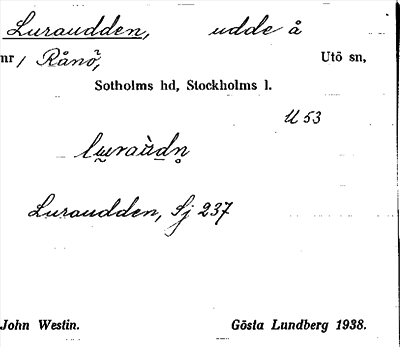 Luraudden, udde å
nr / Rånö, Utö sn,
Sotholms hd, Stockholms l.
U 53
Luraudden, Sj 237
John Westin. Gösta Lundberg 1938.